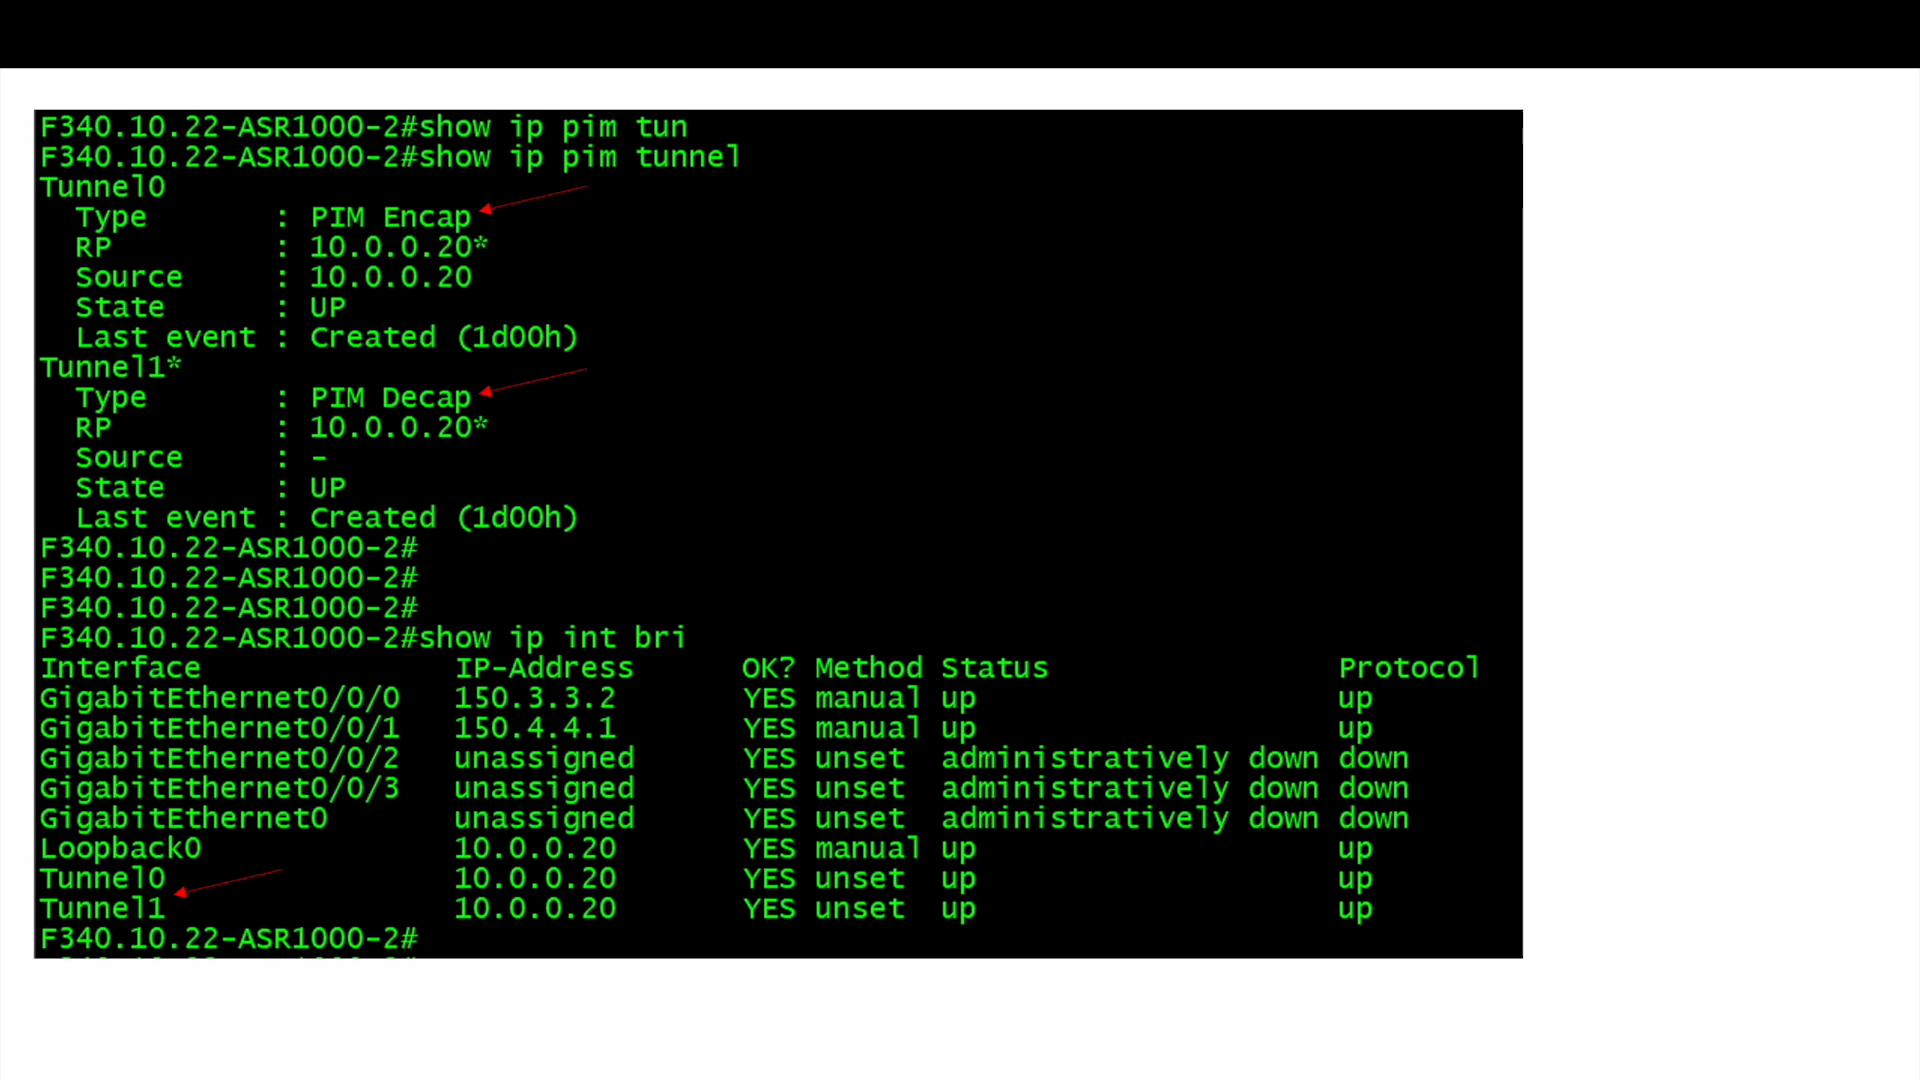 F340.10.22-ASR1000-2#show ip pim tun
F340.10.22-ASR1000-2#show ip pim tunnel
Tunnel0
  Type       : PIM Encap
  RP         : 10.0.0.20*
  Source     : 10.0.0.20
  State      : UP
  Last event : Created (1d00h)
Tunnel1*
  Type       : PIM Decap
  RP         : 10.0.0.20*
  Source     : -
  State      : UP
  Last event : Created (1d00h)
F340.10.22-ASR1000-2#
F340.10.22-ASR1000-2#
F340.10.22-ASR1000-2#
F340.10.22-ASR1000-2#show ip int bri
Interface              IP-Address      OK? Method Status                Protocol
GigabitEthernet0/0/0   150.3.3.2       YES manual up                    up
GigabitEthernet0/0/1   150.4.4.1       YES manual up                    up
GigabitEthernet0/0/2   unassigned      YES unset  administratively down down
GigabitEthernet0/0/3   unassigned      YES unset  administratively down down
GigabitEthernet0       unassigned      YES unset  administratively down down
Loopback0              10.0.0.20       YES manual up                    up
Tunnel0                10.0.0.20       YES unset  up                    up
Tunnel1                10.0.0.20       YES unset  up                    up
F340.10.22-ASR1000-2#